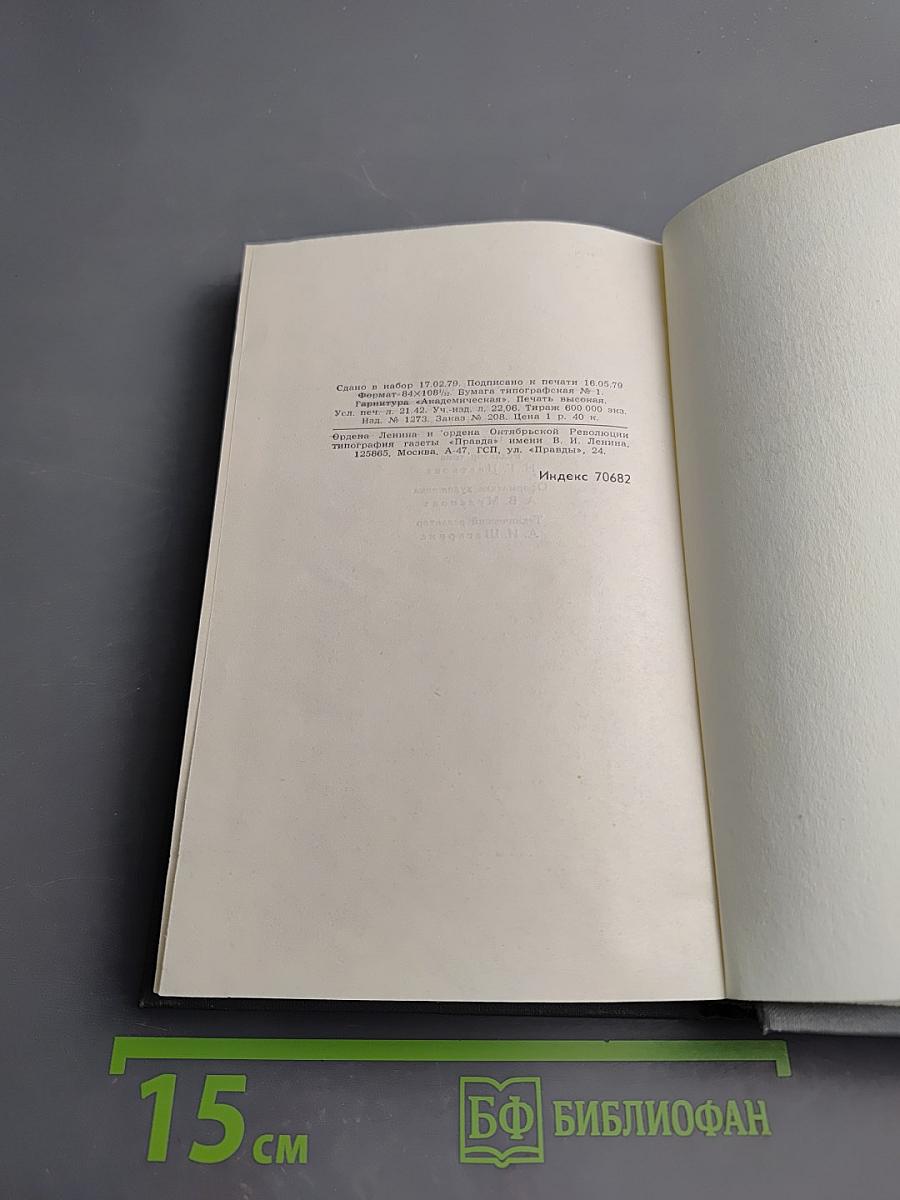 Сдано в набор 17.02.79. Подписано к печати 16.05.79
Формат 84×108¹/₃₂. Бумага типографская № 1.
Гарнитура «Академическая». Печать высокая.
Усл. печ. л. 21,42. Уч.-изд. л. 22,06. Тираж 600 000 экз.
Изд. № 1273. Заказ № 208. Цена 1 р. 40 к.
Ордена Ленина и ордена Октябрьской Революции
типография газеты «Правда» имени В. И. Ленина,
125865, Москва, А-47, ГСП, ул. «Правды», 24.
Индекс 70682
15 см
БФ БИБЛИОФАН